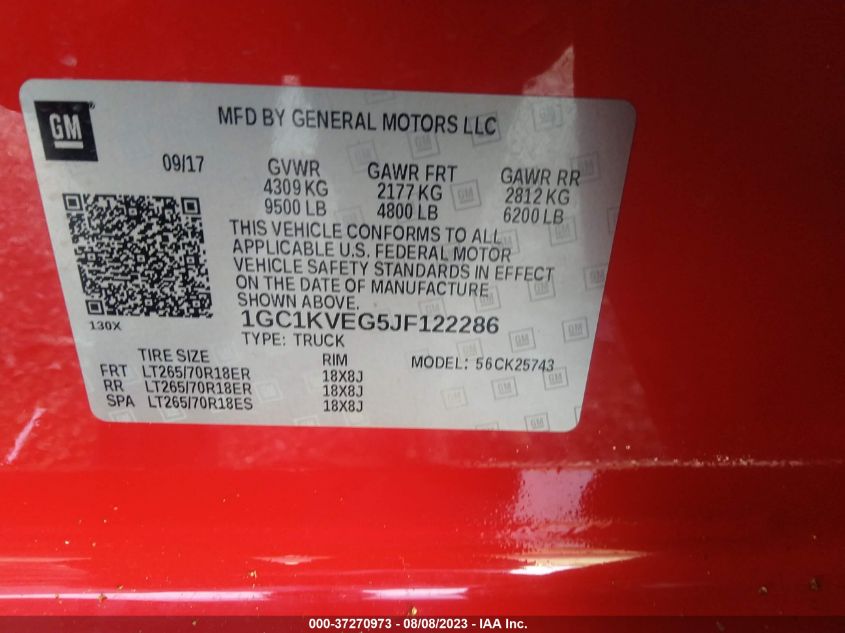 GM
MFD BY GENERAL MOTORS LLC
09/17
GVWR GAWR FRT GAWR RR
4309 KG 2177 KG 2812 KG
9500 LB 4800 LB 6200 LB
THIS VEHICLE CONFORMS TO ALL
APPLICABLE U.S. FEDERAL MOTOR
VEHICLE SAFETY STANDARDS IN EFFECT
ON THE DATE OF MANUFACTURE
SHOWN ABOVE.
130X
1GC1KVEG5JF122286
TYPE: TRUCK
TIRE SIZE RIM MODEL: 56CK25743
FRT LT265/70R18ER 18X8J
RR LT265/70R18ER 18X8J
SPA LT265/70R18ES 18X8J
000-37270973 - 08/08/2023 - IAA Inc.